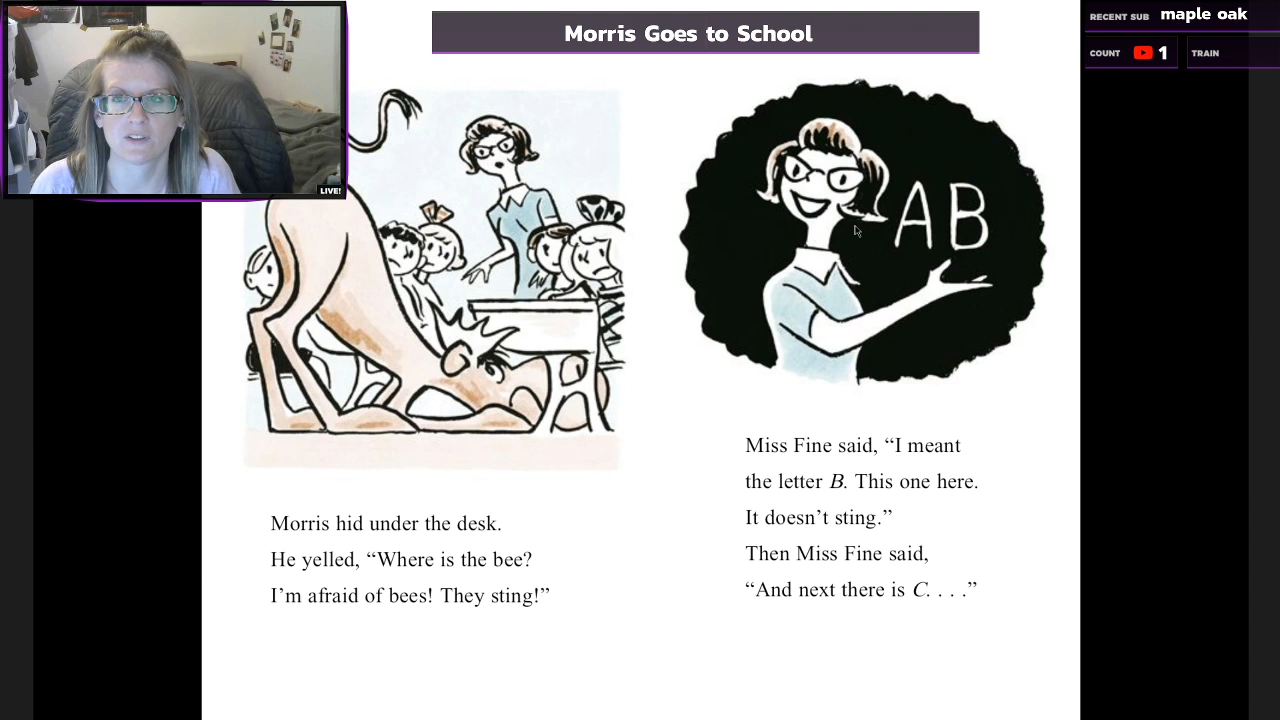 Morris Goes to School
RECENT SUB maple oak
COUNT 1 TRAIN
LIVE!
AB
Morris hid under the desk.
He yelled, “Where is the bee?
I’m afraid of bees! They sting!”
Miss Fine said, “I meant
the letter B. This one here.
It doesn’t sting.”
Then Miss Fine said,
“And next there is C. . . .”